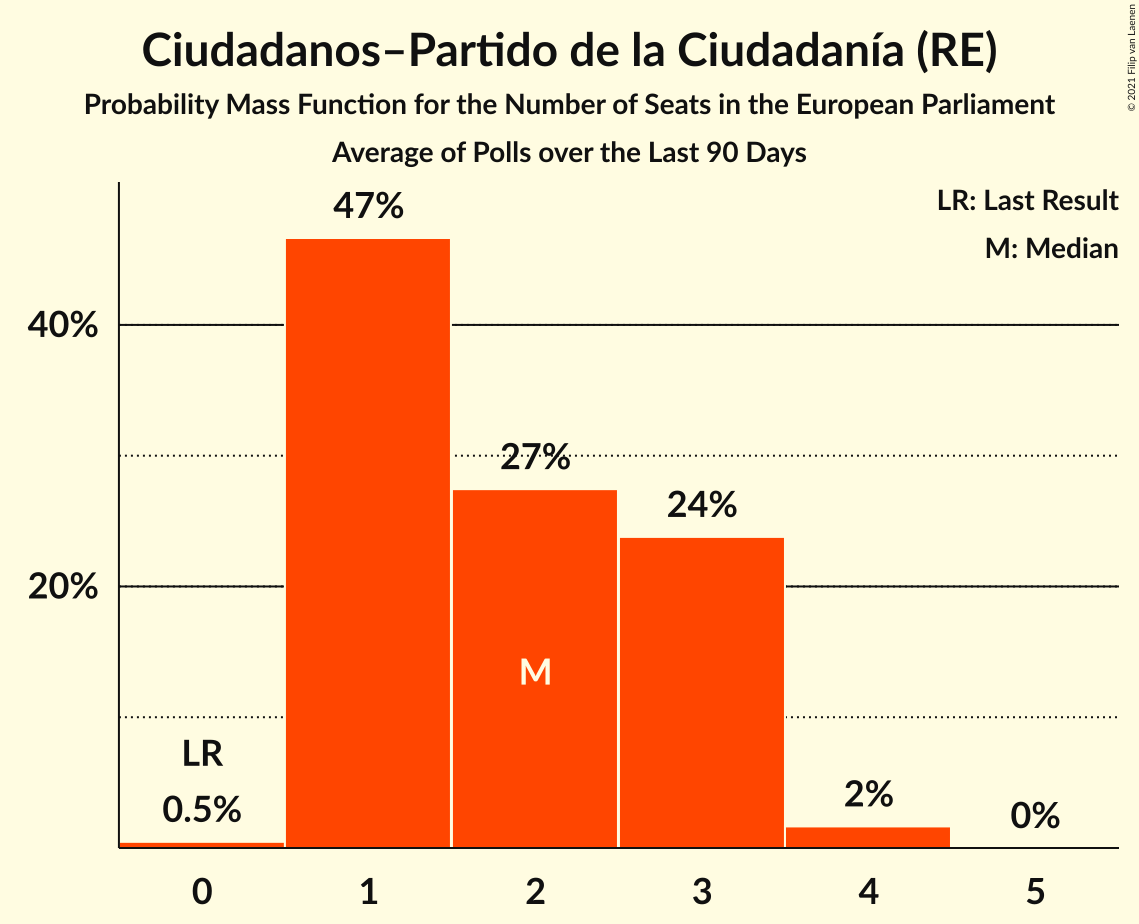 Ciudadanos–Partido de la Ciudadanía (RE)
Probability Mass Function for the Number of Seats in the European Parliament
Average of Polls over the Last 90 Days
© 2021 Filip van Laenen
LR: Last Result
M: Median
47%
40%
27%
24%
20%
M
LR
0.5%
2%
0%
0 1 2 3 4 5